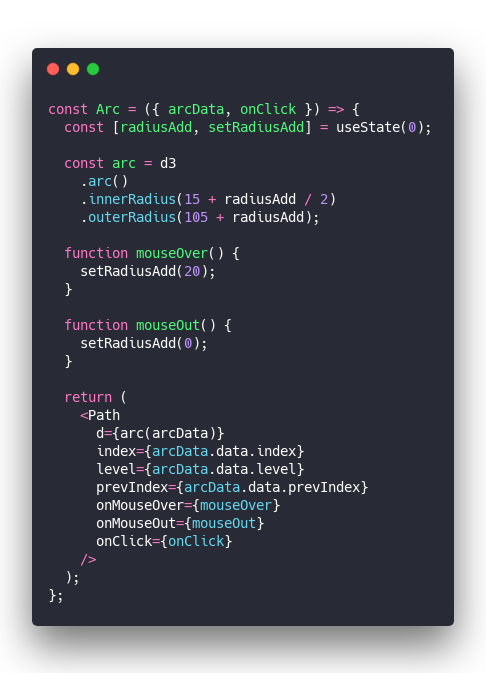 const Arc = ({ arcData, onClick }) => {
  const [radiusAdd, setRadiusAdd] = useState(0);

  const arc = d3
    .arc()
    .innerRadius(15 + radiusAdd / 2)
    .outerRadius(105 + radiusAdd);

  function mouseOver() {
    setRadiusAdd(20);
  }

  function mouseOut() {
    setRadiusAdd(0);
  }

  return (
    <Path
      d={arc(arcData)}
      index={arcData.data.index}
      level={arcData.data.level}
      prevIndex={arcData.data.prevIndex}
      onMouseOver={mouseOver}
      onMouseOut={mouseOut}
      onClick={onClick}
    />
  );
};